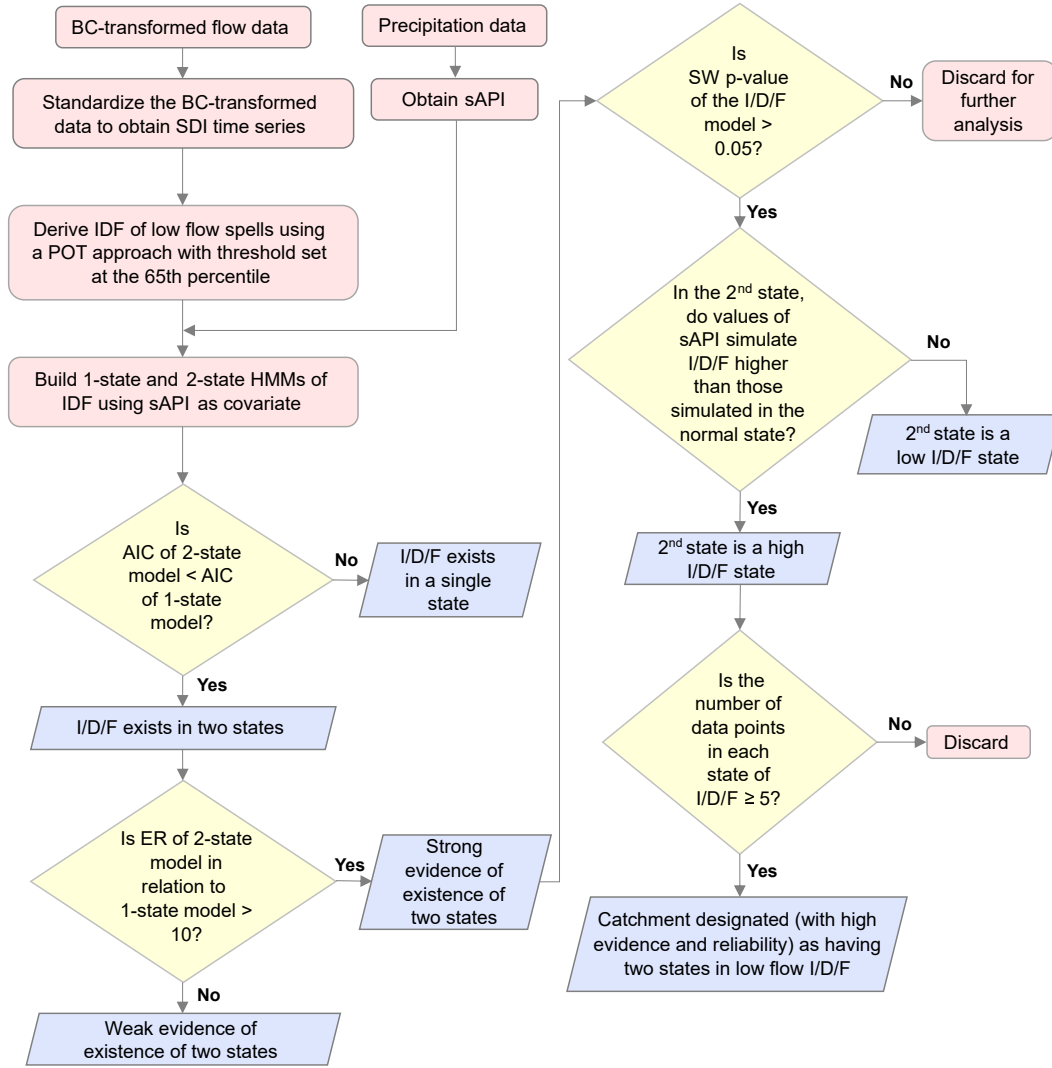 BC-transformed flow data
Precipitation data
Standardize the BC-transformed
data to obtain SDI time series
Obtain sAPI
Derive IDF of low flow spells using
a POT approach with threshold set
at the 65th percentile
Build 1-state and 2-state HMMs of
IDF using sAPI as covariate
Is
AIC of 2-state
model < AIC
of 1-state
model?
No
I/D/F exists
in a single
state
Yes
I/D/F exists in two states
Is ER of 2-state
model in
relation to
1-state model >
10?
Yes
Strong
evidence of
existence of
two states
No
Weak evidence of
existence of two states
Is
SW p-value
of the I/D/F
model >
0.05?
No
Discard for
further
analysis
Yes
In the 2nd state,
do values of
sAPI simulate
I/D/F higher
than those
simulated in the
normal state?
No
2nd state is a
low I/D/F state
Yes
2nd state is a high
I/D/F state
Is the
number of
data points
in each
state of
I/D/F ≥ 5?
No
Discard
Yes
Catchment designated (with high
evidence and reliability) as having
two states in low flow I/D/F